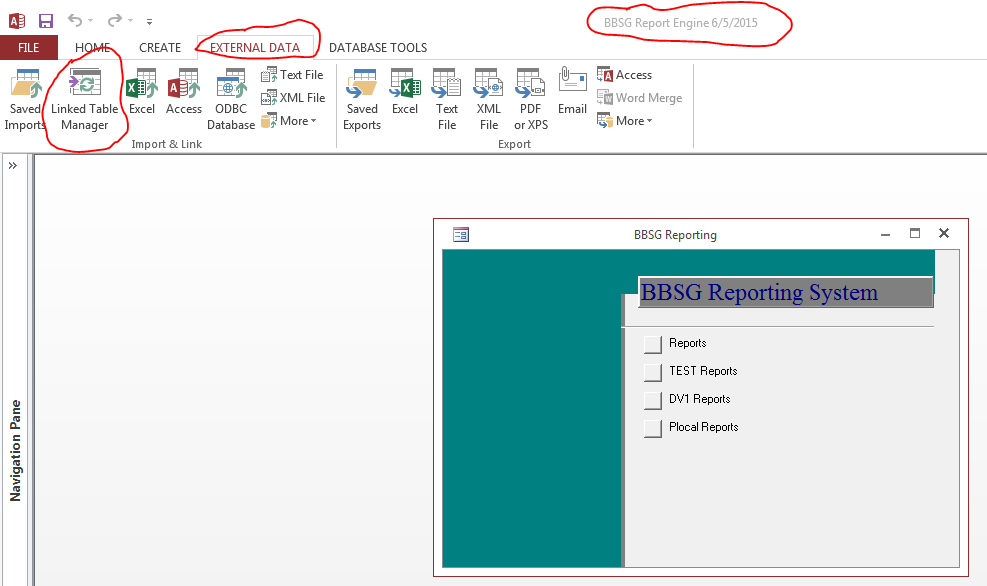 BBSG Report Engine 6/5/2015
FILE HOME CREATE EXTERNAL DATA DATABASE TOOLS
Saved Imports
Linked Table Manager
Excel
Access
ODBC Database
Text File
XML File
More
Import & Link
Saved Exports
Excel
Text File
XML File
PDF or XPS
Email
Access
Word Merge
More
Export
Navigation Pane
BBSG Reporting
BBSG Reporting System
Reports
TEST Reports
DV1 Reports
Plocal Reports